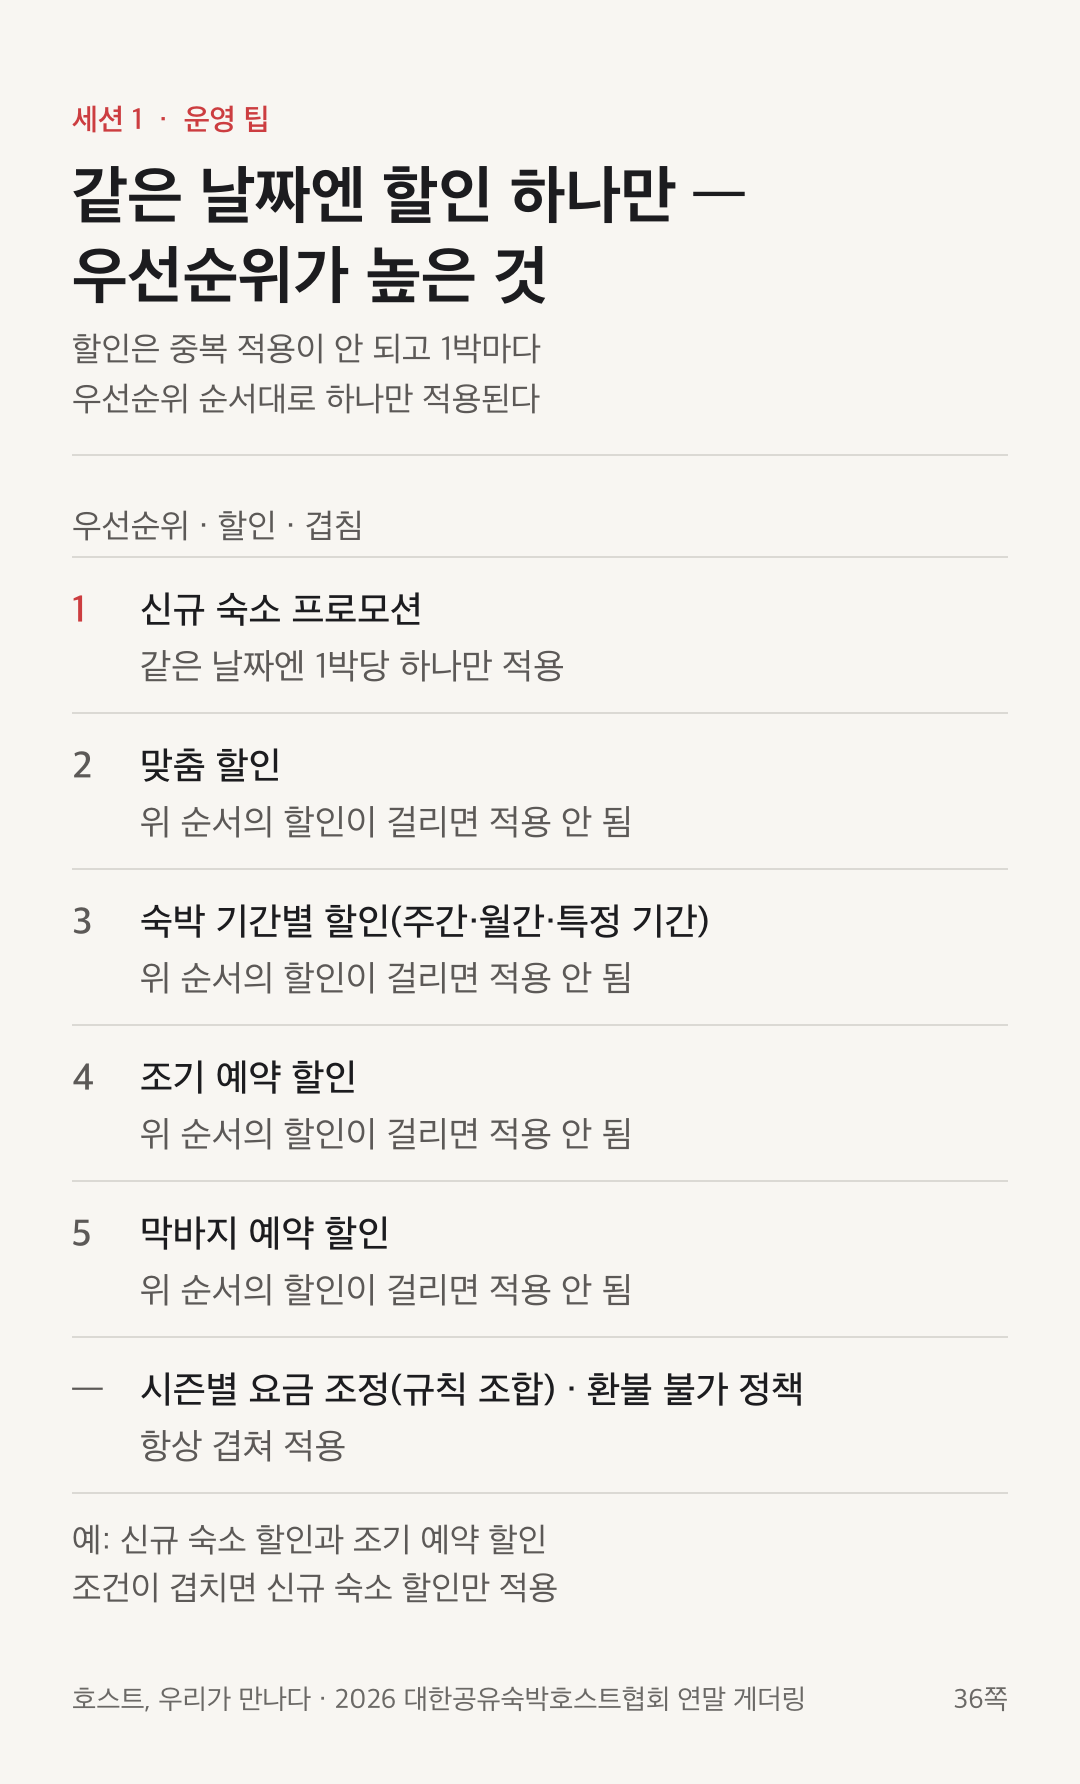 세션 1 · 운영 팁
같은 날짜엔 할인 하나만 —
우선순위가 높은 것
할인은 중복 적용이 안 되고 1박마다
우선순위 순서대로 하나만 적용된다
우선순위 · 할인 · 겹침
1 신규 숙소 프로모션
같은 날짜엔 1박당 하나만 적용
2 맞춤 할인
위 순서의 할인이 걸리면 적용 안 됨
3 숙박 기간별 할인(주간·월간·특정 기간)
위 순서의 할인이 걸리면 적용 안 됨
4 조기 예약 할인
위 순서의 할인이 걸리면 적용 안 됨
5 막바지 예약 할인
위 순서의 할인이 걸리면 적용 안 됨
— 시즌별 요금 조정(규칙 조합) · 환불 불가 정책
항상 겹쳐 적용
예: 신규 숙소 할인과 조기 예약 할인
조건이 겹치면 신규 숙소 할인만 적용
호스트, 우리가 만나다 · 2026 대한공유숙박호스트협회 연말 게더링 36쪽